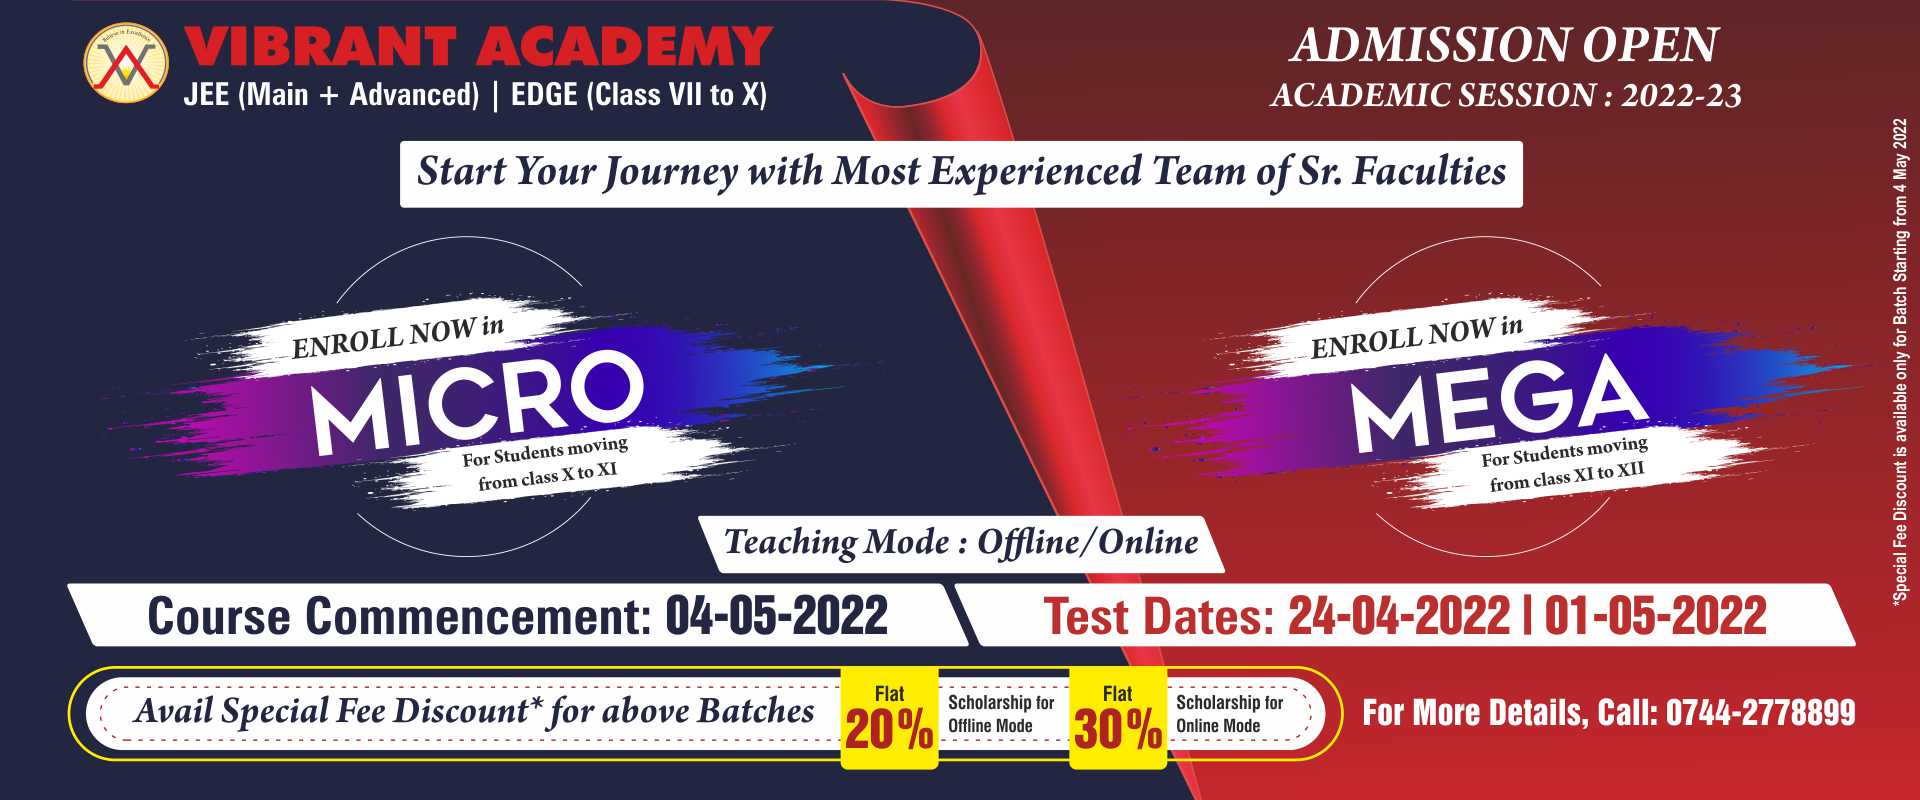 Believe in Excellence
VIBRANT ACADEMY
JEE (Main + Advanced) | EDGE (Class VII to X)
ADMISSION OPEN
ACADEMIC SESSION : 2022-23
Start Your Journey with Most Experienced Team of Sr. Faculties
ENROLL NOW in
MICRO
For Students moving
from class X to XI
ENROLL NOW in
MEGA
For Students moving
from class XI to XII
Teaching Mode : Offline/Online
Course Commencement: 04-05-2022
Test Dates: 24-04-2022 | 01-05-2022
Avail Special Fee Discount* for above Batches
Flat
20%
Scholarship for
Offline Mode
Flat
30%
Scholarship for
Online Mode
For More Details, Call: 0744-2778899
*Special Fee Discount is available only for Batch Starting from 4 May 2022